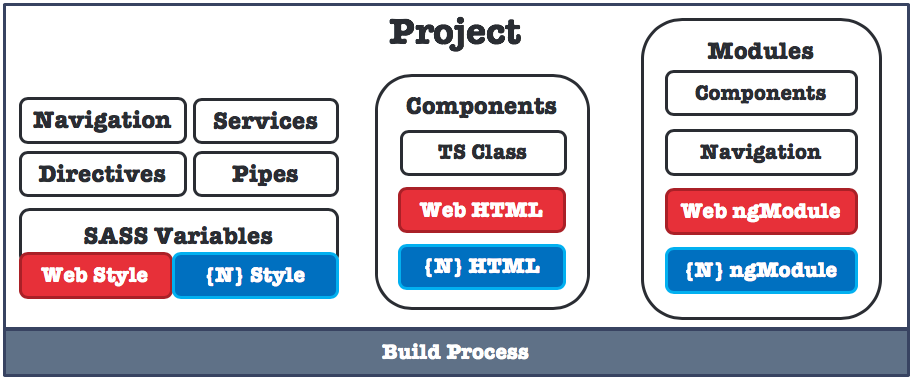 Project
Navigation
Services
Directives
Pipes
SASS Variables
Web Style
{N} Style
Components
TS Class
Web HTML
{N} HTML
Modules
Components
Navigation
Web ngModule
{N} ngModule
Build Process